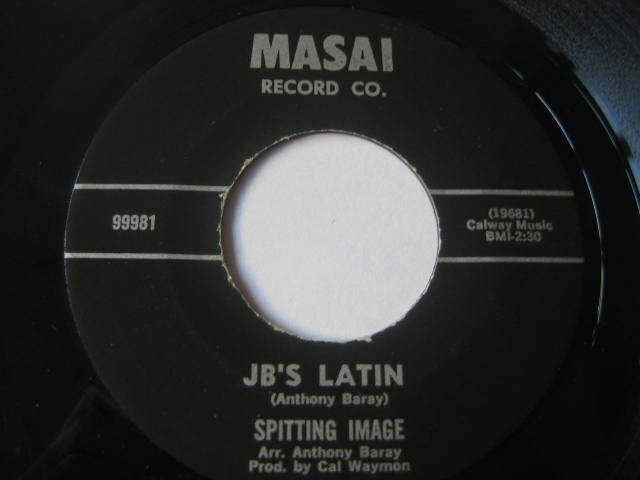 MASAI
RECORD CO.
99981
(19681)
Calway Music
BMI-2:30
JB'S LATIN
(Anthony Baray)
SPITTING IMAGE
Arr. Anthony Baray
Prod. by Cal Waymon